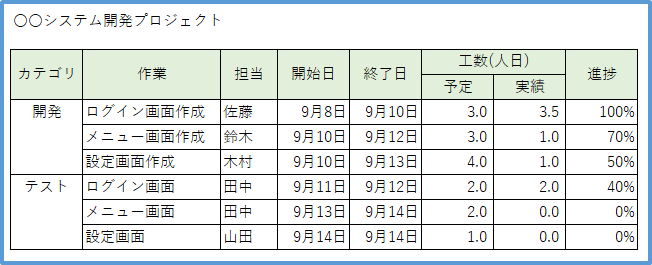 〇〇システム開発プロジェクト
カテゴリ 作業 担当 開始日 終了日 工数(人日) 進捗
予定 実績
開発 ログイン画面作成 佐藤 9月8日 9月10日 3.0 3.5 100%
メニュー画面作成 鈴木 9月10日 9月12日 3.0 1.0 70%
設定画面作成 木村 9月10日 9月13日 4.0 1.0 50%
テスト ログイン画面 田中 9月11日 9月12日 2.0 2.0 40%
メニュー画面 田中 9月13日 9月14日 2.0 0.0 0%
設定画面 山田 9月14日 9月14日 1.0 0.0 0%